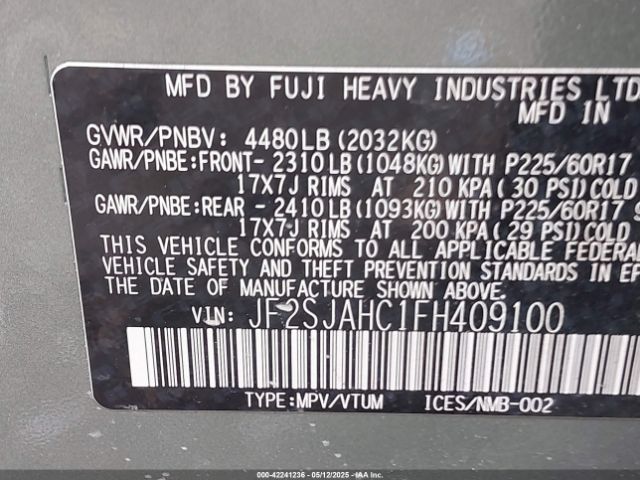 MFD BY FUJI HEAVY INDUSTRIES LTD
MFD IN
GVWR/PNBV: 4480LB (2032KG)
GAWR/PNBE:FRONT- 2310LB (1048KG) WITH P225/60R17
17X7J RIMS AT 210 KPA (30 PSI) COLD
GAWR/PNBE:REAR - 2410LB (1093KG) WITH P225/60R17 9
17X7J RIMS AT 200 KPA (29 PSI) COLD
THIS VEHICLE CONFORMS TO ALL APPLICABLE FEDERAL
VEHICLE SAFETY AND THEFT PREVENTION STANDARDS IN EF
THE DATE OF MANUFACTURE SHOWN ABOVE.
VIN: JF2SJAHC1FH409100
TYPE:MPV/VTUM ICES/NMB-002
000-42241236 - 05/12/2025 - IAA, Inc.